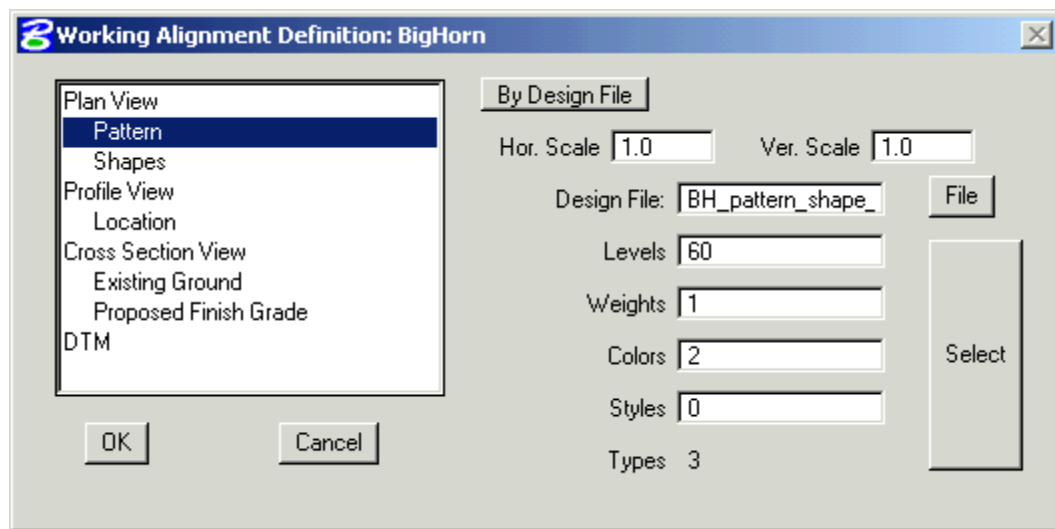 Working Alignment Definition: BigHorn
Plan View
Pattern
Shapes
Profile View
Location
Cross Section View
Existing Ground
Proposed Finish Grade
DTM
OK
Cancel
By Design File
Hor. Scale 1.0 Ver. Scale 1.0
Design File: BH_pattern_shape_ File
Levels 60
Weights 1
Colors 2
Styles 0
Types 3
Select